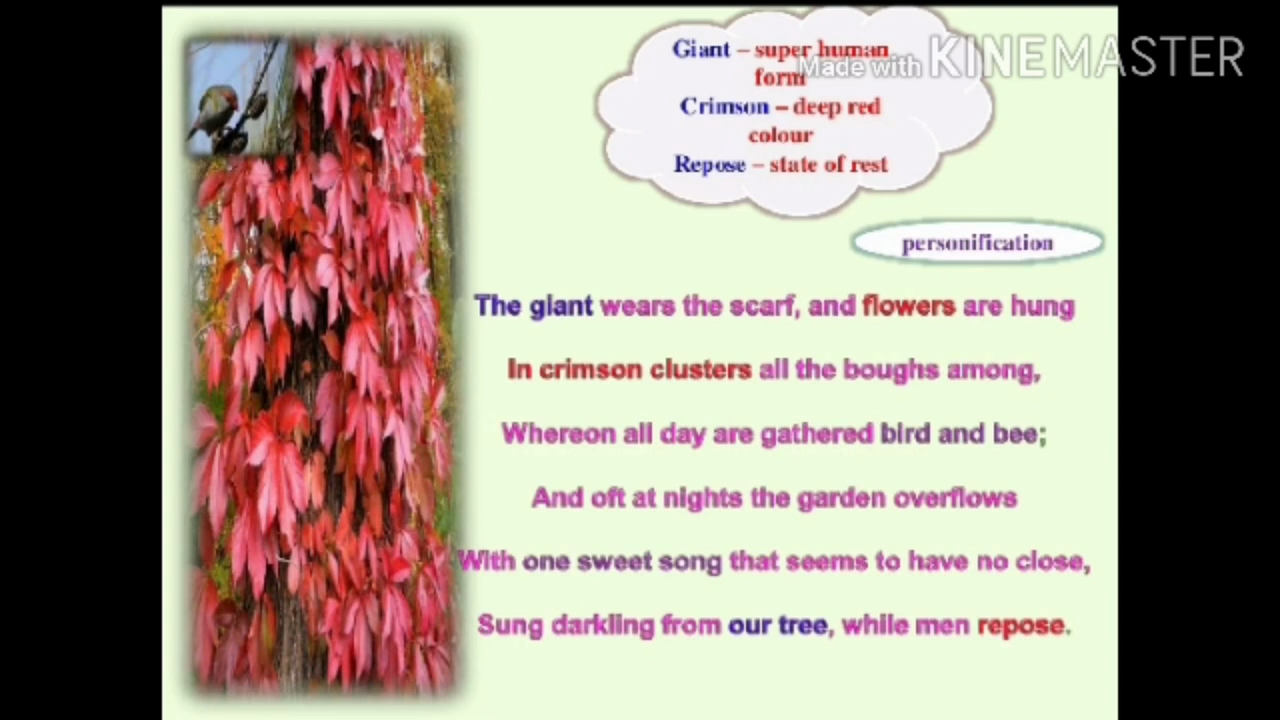 Giant – super human
form
Made with KINEMASTER
Crimson – deep red
colour
Repose – state of rest
personification
The giant wears the scarf, and flowers are hung
In crimson clusters all the boughs among,
Whereon all day are gathered bird and bee;
And oft at nights the garden overflows
With one sweet song that seems to have no close,
Sung darkling from our tree, while men repose.